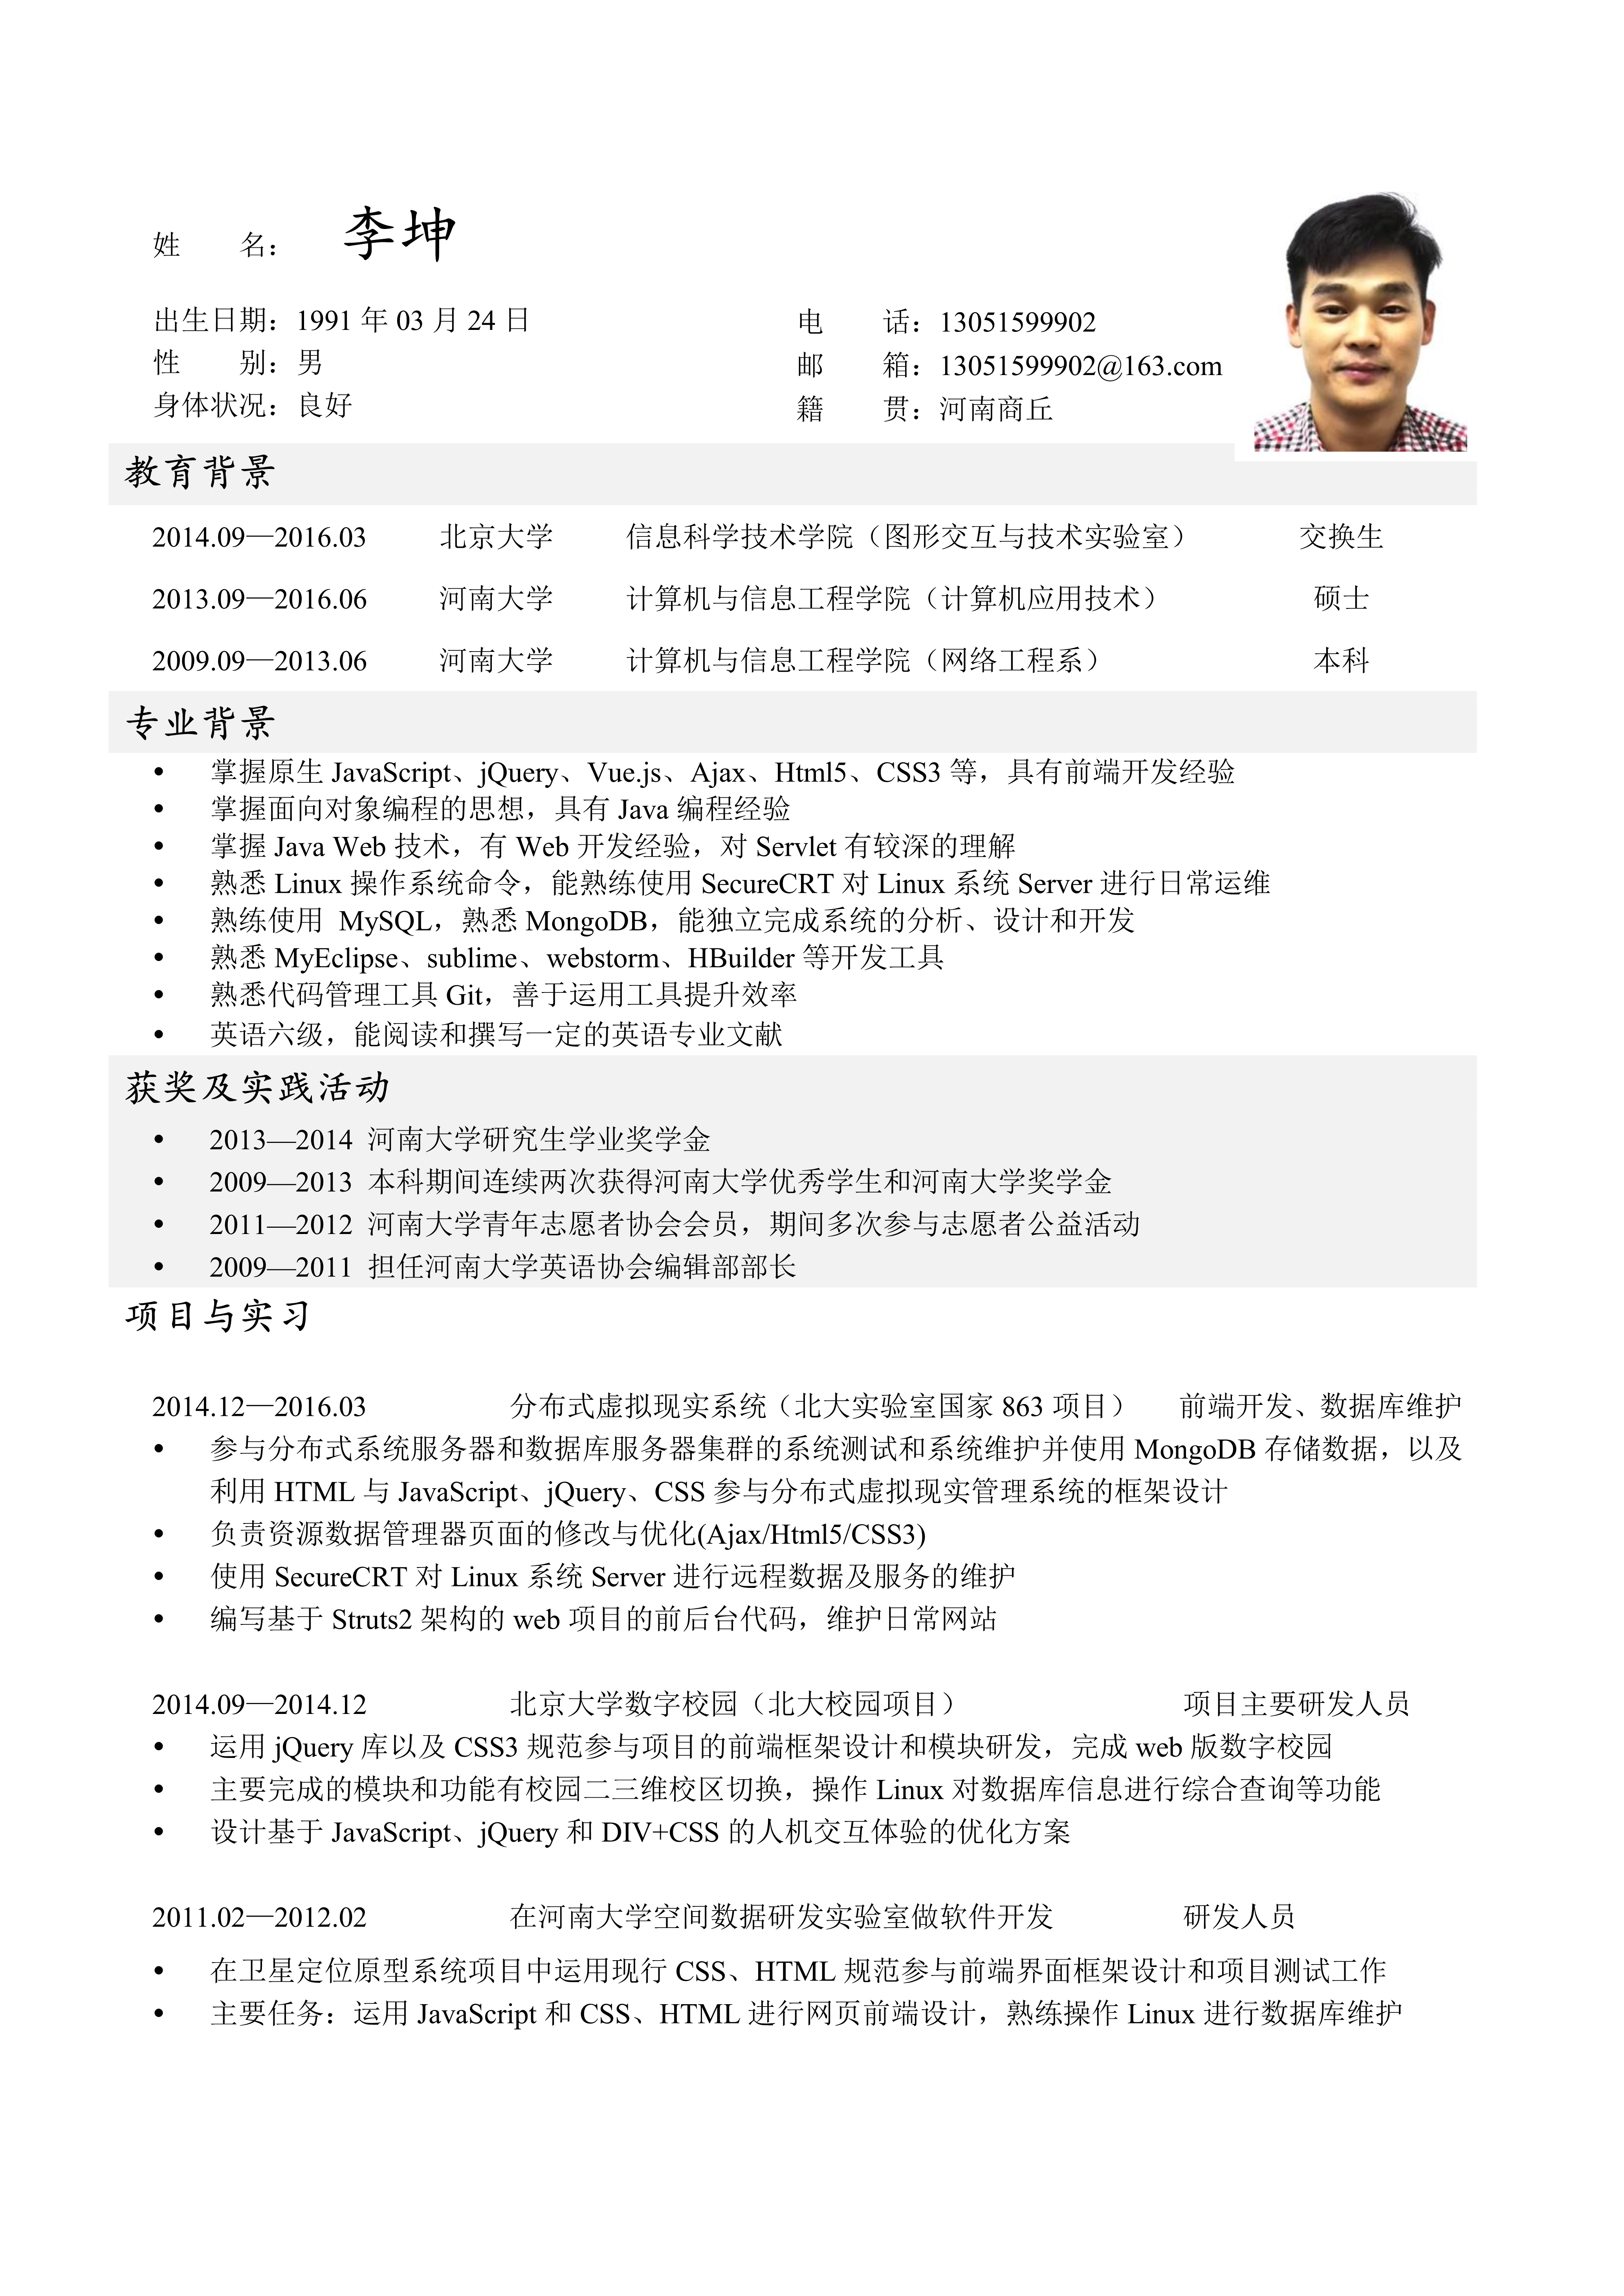 姓　　名： 李坤
出生日期：1991 年 03 月 24 日
电　　话：13051599902
性　　别：男
邮　　箱：13051599902@163.com
身体状况：良好
籍　　贯：河南商丘
教育背景
2014.09—2016.03 北京大学 信息科学技术学院（图形交互与技术实验室） 交换生
2013.09—2016.06 河南大学 计算机与信息工程学院（计算机应用技术） 硕士
2009.09—2013.06 河南大学 计算机与信息工程学院（网络工程系） 本科
专业背景
• 掌握原生 JavaScript、jQuery、Vue.js、Ajax、Html5、CSS3 等，具有前端开发经验
• 掌握面向对象编程的思想，具有 Java 编程经验
• 掌握 Java Web 技术，有 Web 开发经验，对 Servlet 有较深的理解
• 熟悉 Linux 操作系统命令，能熟练使用 SecureCRT 对 Linux 系统 Server 进行日常运维
• 熟练使用 MySQL，熟悉 MongoDB，能独立完成系统的分析、设计和开发
• 熟悉 MyEclipse、sublime、webstorm、HBuilder 等开发工具
• 熟悉代码管理工具 Git，善于运用工具提升效率
• 英语六级，能阅读和撰写一定的英语专业文献
获奖及实践活动
• 2013—2014 河南大学研究生学业奖学金
• 2009—2013 本科期间连续两次获得河南大学优秀学生和河南大学奖学金
• 2011—2012 河南大学青年志愿者协会会员，期间多次参与志愿者公益活动
• 2009—2011 担任河南大学英语协会编辑部部长
项目与实习
2014.12—2016.03 分布式虚拟现实系统（北大实验室国家 863 项目） 前端开发、数据库维护
• 参与分布式系统服务器和数据库服务器集群的系统测试和系统维护并使用 MongoDB 存储数据，以及
利用 HTML 与 JavaScript、jQuery、CSS 参与分布式虚拟现实管理系统的框架设计
• 负责资源数据管理器页面的修改与优化(Ajax/Html5/CSS3)
• 使用 SecureCRT 对 Linux 系统 Server 进行远程数据及服务的维护
• 编写基于 Struts2 架构的 web 项目的前后台代码，维护日常网站
2014.09—2014.12 北京大学数字校园（北大校园项目） 项目主要研发人员
• 运用 jQuery 库以及 CSS3 规范参与项目的前端框架设计和模块研发，完成 web 版数字校园
• 主要完成的模块和功能有校园二三维校区切换，操作 Linux 对数据库信息进行综合查询等功能
• 设计基于 JavaScript、jQuery 和 DIV+CSS 的人机交互体验的优化方案
2011.02—2012.02 在河南大学空间数据研发实验室做软件开发 研发人员
• 在卫星定位原型系统项目中运用现行 CSS、HTML 规范参与前端界面框架设计和项目测试工作
• 主要任务：运用 JavaScript 和 CSS、HTML 进行网页前端设计，熟练操作 Linux 进行数据库维护